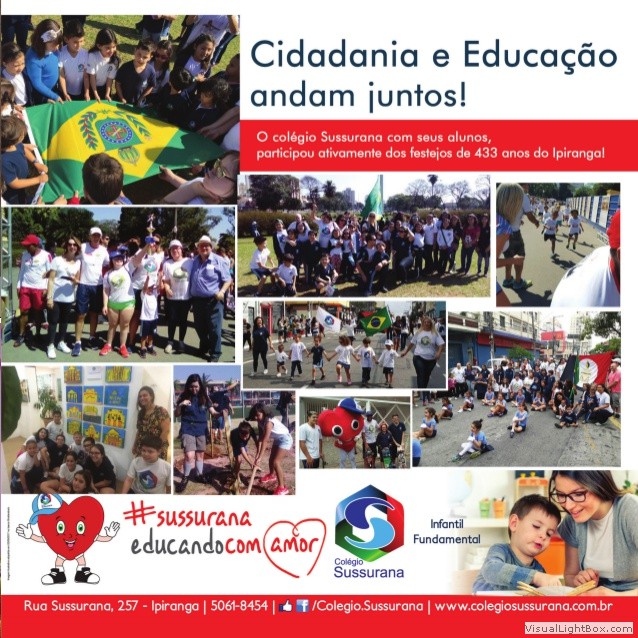 Cidadania e Educação
andam juntos!
O colégio Sussurana com seus alunos,
participou ativamente dos festejos de 433 anos do Ipiranga!
#sussurana
educandocomamor
Colégio
Sussurana
Infantil
Fundamental
Rua Sussurana, 257 - Ipiranga | 5061-8454 | /Colegio.Sussurana | www.colegiosussurana.com.br
VisualLightBox.com